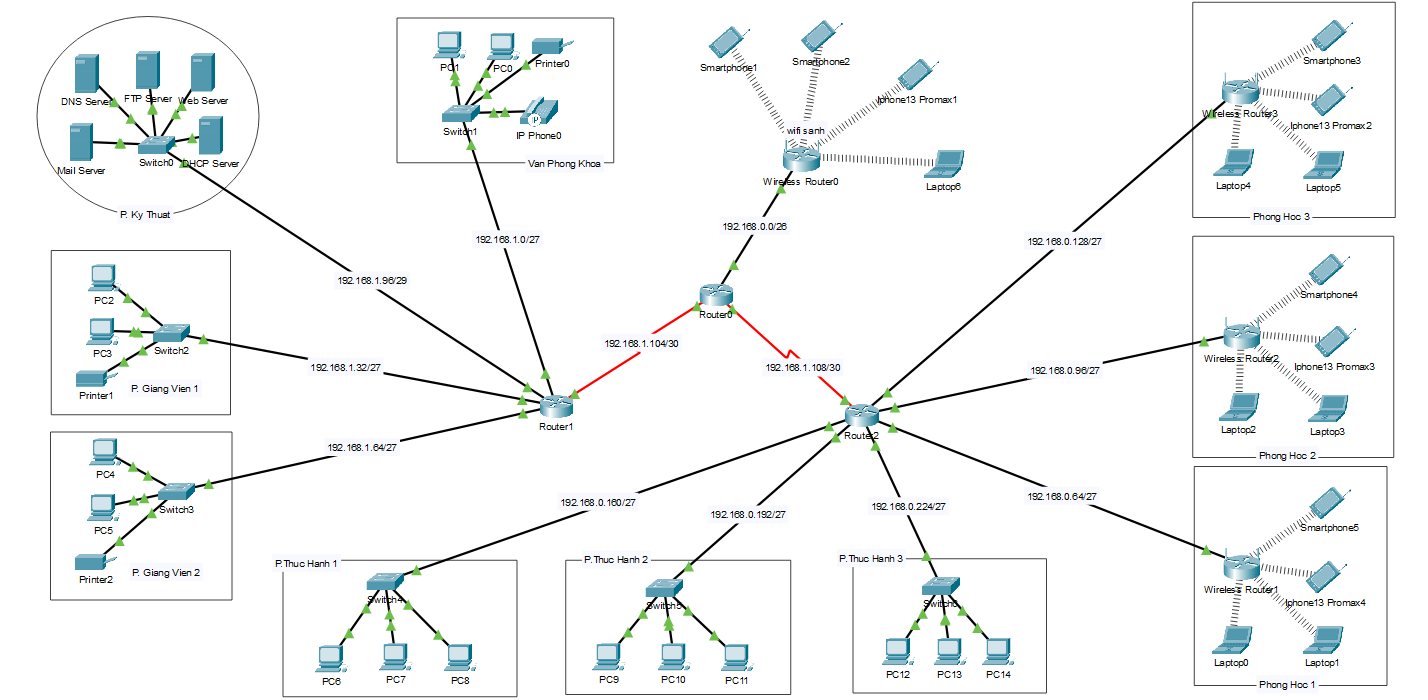 DNS Server
FTP Server
Web Server
Mail Server
Switch0
DHCP Server
P. Ky Thuat
PC1
PC0
Printer0
Switch1
IP Phone0
Van Phong Khoa
Smartphone1
Smartphone2
Iphone13 Promax1
wifi sanh
Wireless Router0
Laptop6
Smartphone3
Wireless Router3
Iphone13 Promax2
Laptop4
Laptop5
Phong Hoc 3
192.168.1.0/27
192.168.0.0/26
192.168.0.128/27
192.168.1.96/29
PC2
PC3
Switch2
Printer1
P. Giang Vien 1
192.168.1.32/27
Router0
192.168.1.104/30
192.168.1.108/30
Router1
Router2
192.168.0.96/27
Smartphone4
Wireless Router2
Iphone13 Promax3
Laptop2
Laptop3
Phong Hoc 2
192.168.1.64/27
PC4
PC5
Switch3
Printer2
P. Giang Vien 2
192.168.0.160/27
192.168.0.192/27
192.168.0.224/27
192.168.0.64/27
P.Thuc Hanh 1
Switch4
PC6
PC7
PC8
P.Thuc Hanh 2
Switch5
PC9
PC10
PC11
P.Thuc Hanh 3
Switch6
PC12
PC13
PC14
Smartphone5
Wireless Router1
Iphone13 Promax4
Laptop0
Laptop1
Phong Hoc 1